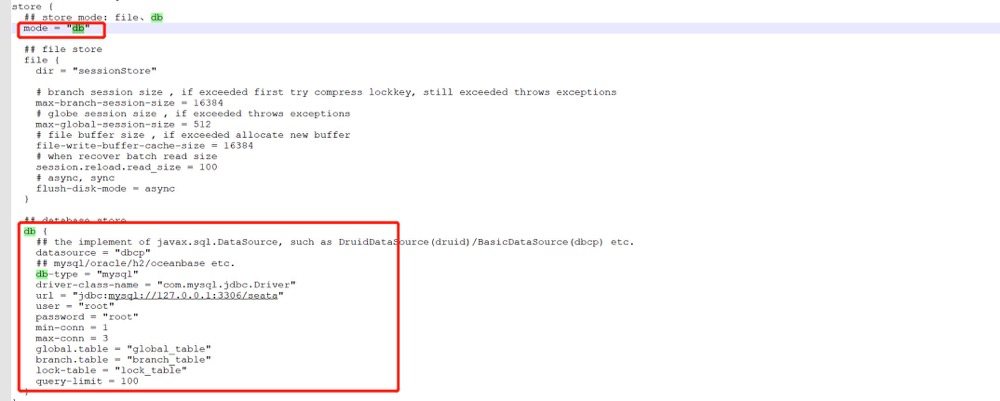 store {
## store mode: file、db
mode = "db"
## file store
file {
dir = "sessionStore"
# branch session size , if exceeded first try compress lockkey, still exceeded throws exceptions
max-branch-session-size = 16384
# globe session size , if exceeded throws exceptions
max-global-session-size = 512
# file buffer size , if exceeded allocate new buffer
file-write-buffer-cache-size = 16384
# when recover batch read size
session.reload.read_size = 100
# async, sync
flush-disk-mode = async
}
## database store
db {
## the implement of javax.sql.DataSource, such as DruidDataSource(druid)/BasicDataSource(dbcp) etc.
datasource = "dbcp"
## mysql/oracle/h2/oceanbase etc.
db-type = "mysql"
driver-class-name = "com.mysql.jdbc.Driver"
url = "jdbc:mysql://127.0.0.1:3306/seata"
user = "root"
password = "root"
min-conn = 1
max-conn = 3
global.table = "global_table"
branch.table = "branch_table"
lock-table = "lock_table"
query-limit = 100
}